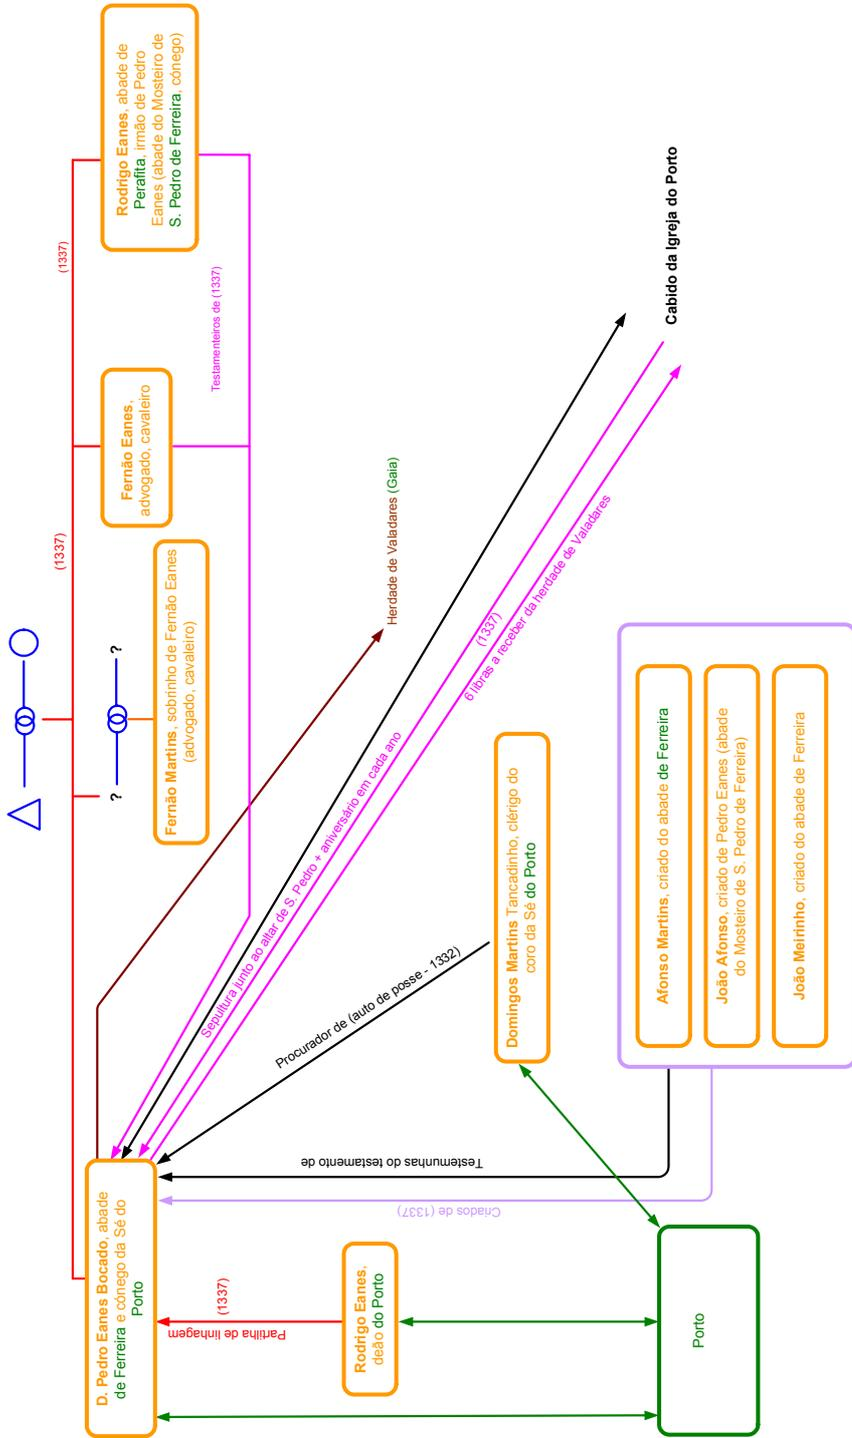 (1337)
(1337)
D. Pedro Eanes Bocado, abade
de Ferreira e cónego da Sé do
Porto
?
?
Fernão Martins, sobrinho de Fernão Eanes
(advogado, cavaleiro)
Fernão Eanes,
advogado, cavaleiro
Rodrigo Eanes, abade de
Perafita, irmão de Pedro
Eanes (abade do Mosteiro de
S. Pedro de Ferreira, cónego)
Testamenteiros de (1337)
Partilha de linhagem
(1337)
Rodrigo Eanes,
deão do Porto
Herdade de Valadares (Gaia)
Sepultura junto ao altar de S. Pedro + aniversário em cada ano
(1337)
6 libras a receber da herdade de Valadares
Procurador de (auto de posse - 1332)
Testemunhas do testamento de
Criados de (1337)
Domingos Martins Tancadinho, clérigo do
coro da Sé do Porto
Cabido da Igreja do Porto
Porto
Afonso Martins, criado do abade de Ferreira
João Afonso, criado de Pedro Eanes (abade
do Mosteiro de S. Pedro de Ferreira)
João Meirinho, criado do abade de Ferreira